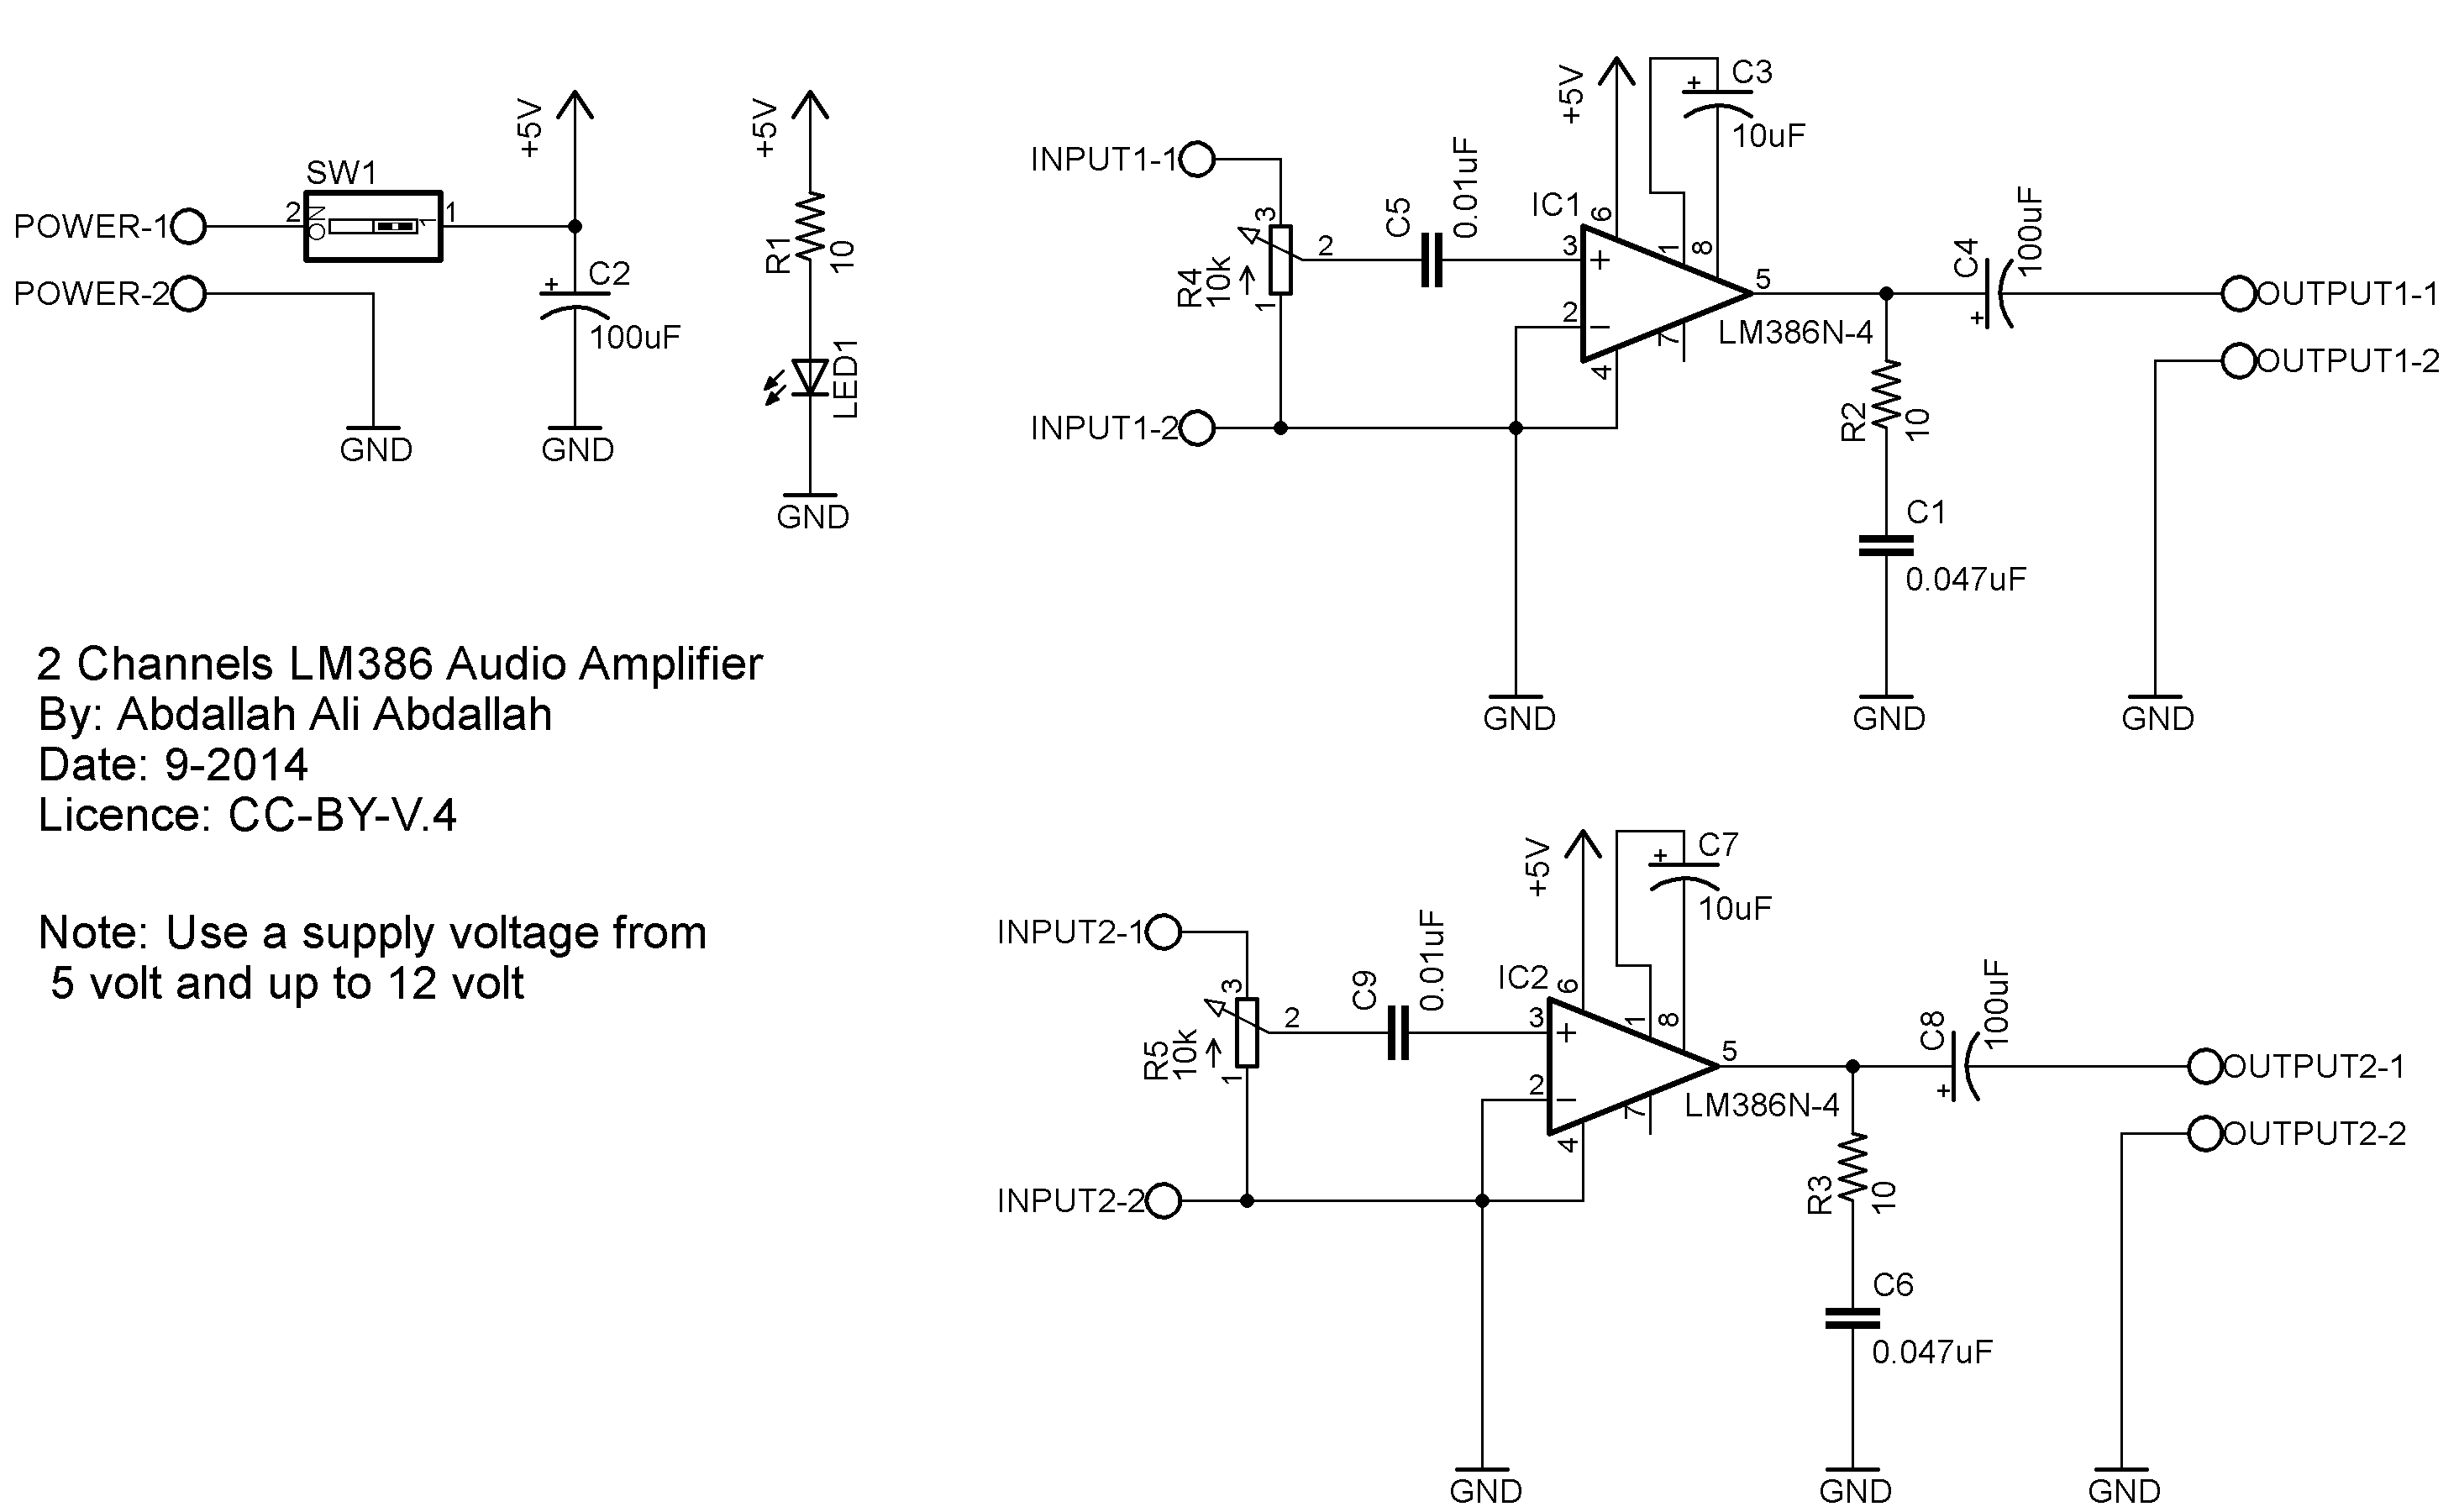 +5V
SW1
POWER-1
2
ON
1
1
POWER-2
C2
+
100uF
GND
GND
+5V
R1
10
LED1
GND
INPUT1-1
3
R4
10k
1
2
C5
0.01uF
INPUT1-2
+5V
C3
+
10uF
IC1
6
1
8
3
+
2
-
4
7
5
LM386N-4
C4
100uF
+
OUTPUT1-1
OUTPUT1-2
R2
10
C1
0.047uF
GND
GND
GND
2 Channels LM386 Audio Amplifier
By: Abdallah Ali Abdallah
Date: 9-2014
Licence: CC-BY-V.4
Note: Use a supply voltage from
5 volt and up to 12 volt
INPUT2-1
3
R5
10k
1
2
C9
0.01uF
INPUT2-2
+5V
C7
+
10uF
IC2
6
1
8
3
+
2
-
4
7
5
LM386N-4
C8
100uF
+
OUTPUT2-1
OUTPUT2-2
R3
10
C6
0.047uF
GND
GND
GND